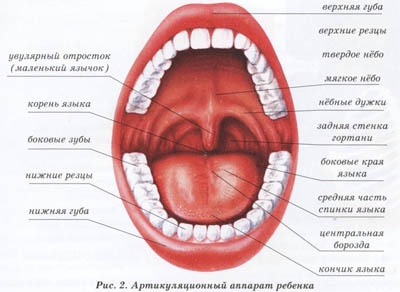 верхняя губа
верхние резцы
твердое нёбо
мягкое нёбо
нёбные дужки
задняя стенка
гортани
боковые края
языка
средняя часть
спинки языка
центральная
борозда
кончик языка
увулярный отросток
(маленький язычок)
корень языка
боковые зубы
нижние резцы
нижняя губа
Рис. 2. Артикуляционный аппарат ребенка